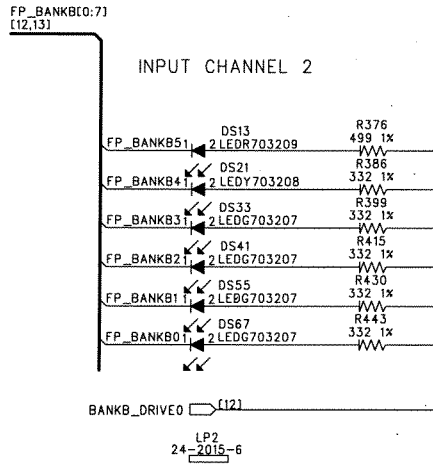 FP_BANKB[0:7]
[12,13]
INPUT CHANNEL 2
R376
499 1%
DS13
FP_BANKB5 1 2 LEDR703209
R386
332 1%
DS21
FP_BANKB4 1 2 LEDY703208
R399
332 1%
DS33
FP_BANKB3 1 2 LEDG703207
R415
332 1%
DS41
FP_BANKB2 1 2 LEDG703207
R430
332 1%
DS55
FP_BANKB1 1 2 LEDG703207
R443
332 1%
DS67
FP_BANKB0 1 2 LEDG703207
BANKB_DRIVE0 [12]
LP2
24-2015-6